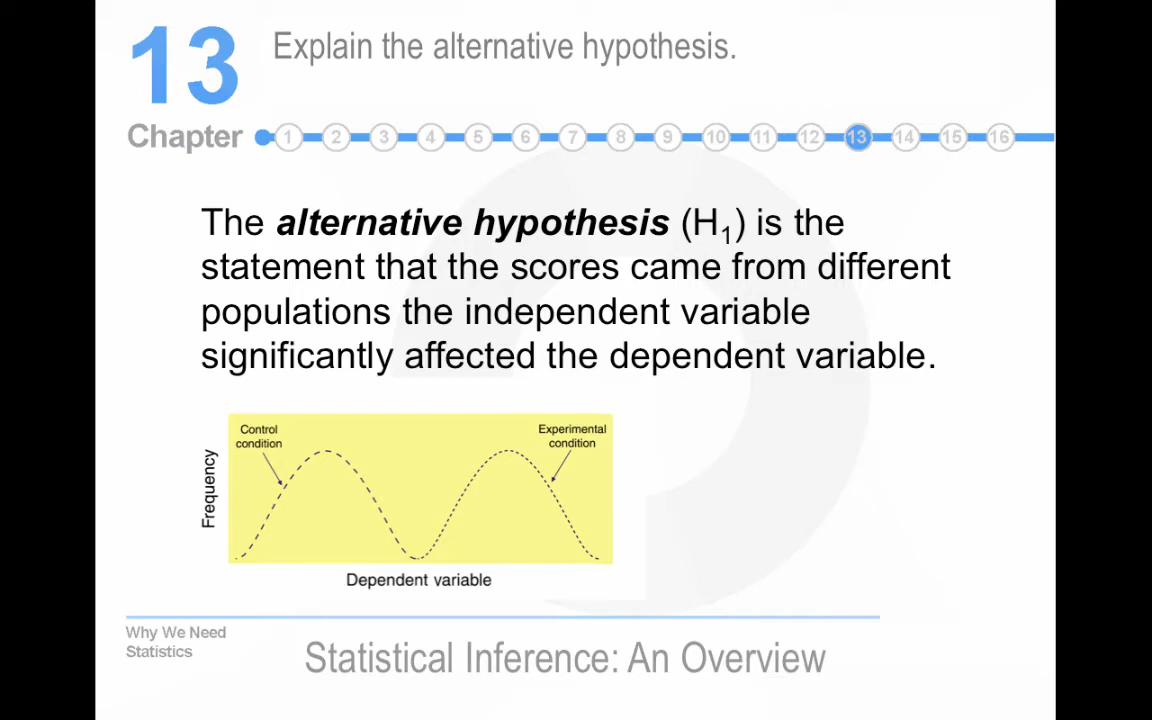 13
Explain the alternative hypothesis.
Chapter
1 2 3 4 5 6 7 8 9 10 11 12 13 14 15 16
The alternative hypothesis (H₁) is the
statement that the scores came from different
populations the independent variable
significantly affected the dependent variable.
Control
condition
Experimental
condition
Frequency
Dependent variable
Why We Need
Statistics
Statistical Inference: An Overview